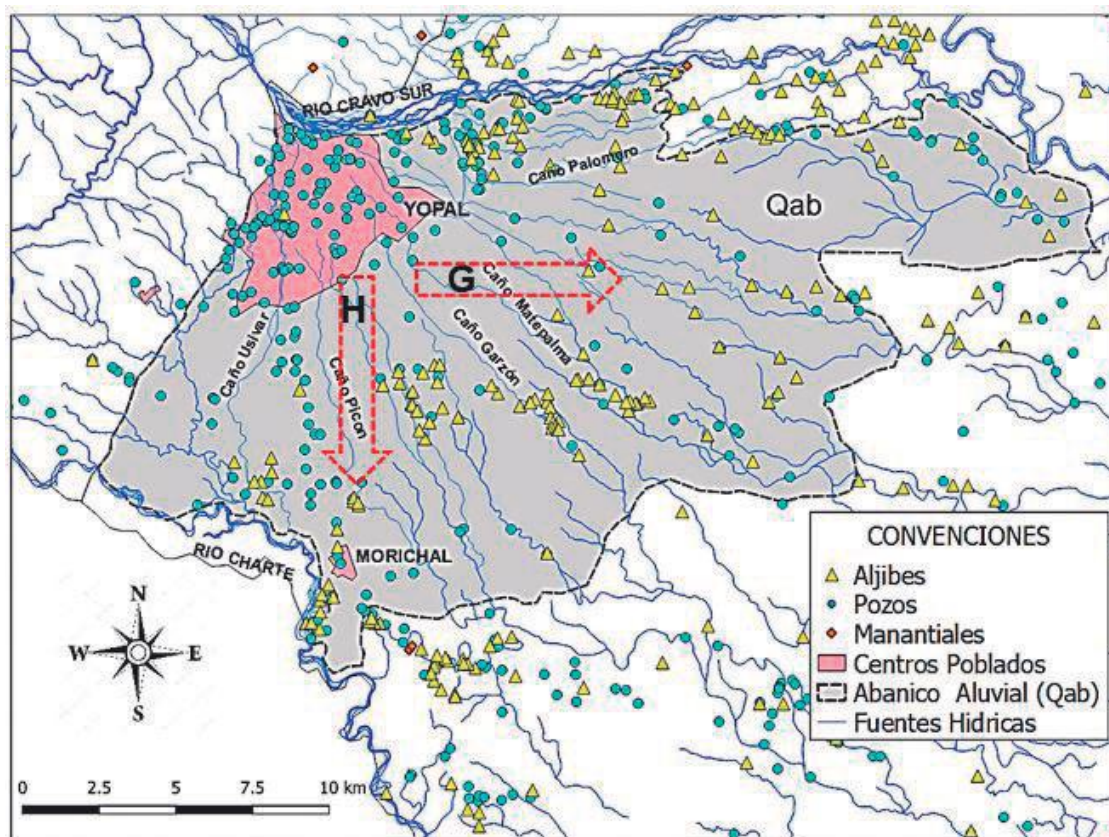 RIO CRAVO SUR
Caño Palomero
YOPAL
Qab
G
H
Caño Matepalma
Caño Garzón
Caño Usivar
Caño Picon
MORICHAL
RIO CHARTE
CONVENCIONES
Aljibes
Pozos
Manantiales
Centros Poblados
Abanico Aluvial (Qab)
Fuentes Hidricas
N
W
E
S
0 2.5 5 7.5 10 km